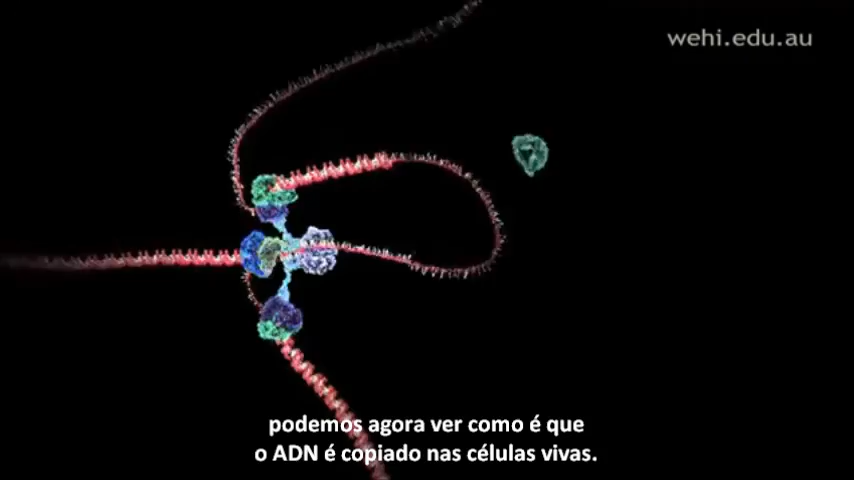 wehi.edu.au
podemos agora ver como é que
o ADN é copiado nas células vivas.